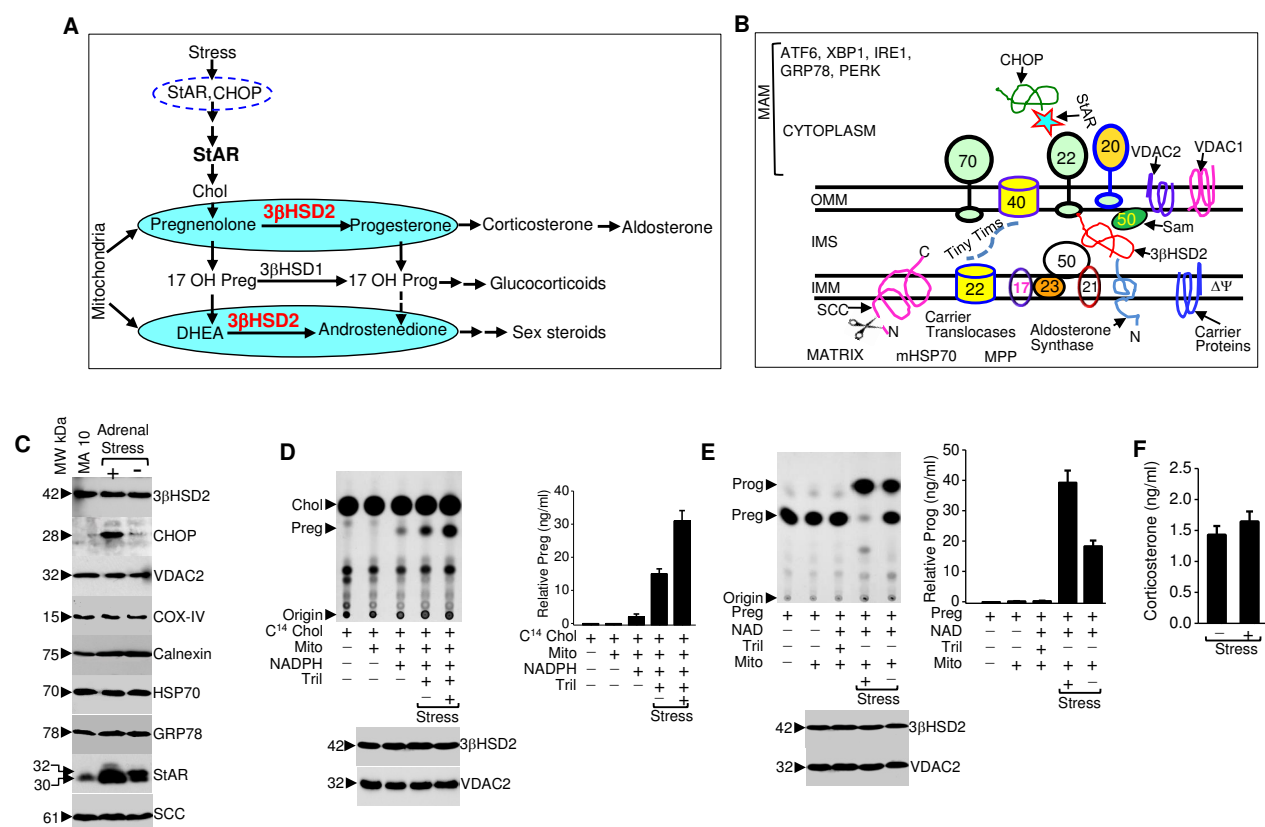 A
Stress
StAR, CHOP
StAR
Chol
Pregnenolone 3βHSD2 Progesterone Corticosterone Aldosterone
17 OH Preg 3βHSD1 17 OH Prog Glucocorticoids
DHEA 3βHSD2 Androstenedione Sex steroids
Mitochondria
B
MAM
ATF6, XBP1, IRE1,
GRP78, PERK
CYTOPLASM
CHOP
StAR
70
22
20
VDAC2
VDAC1
OMM
40
50
Sam
IMS
Tiny Tims
3βHSD2
C
50
IMM
22
17
23
21
ΔΨ
SCC
N
Carrier
Translocases
Aldosterone
Synthase
N
Carrier
Proteins
MATRIX
mHSP70
MPP
C
MW kDa
MA 10
Adrenal
Stress
+ −
42 3βHSD2
28 CHOP
32 VDAC2
15 COX-IV
75 Calnexin
70 HSP70
78 GRP78
32
30
StAR
61 SCC
D
Chol
Preg
Origin
C14 Chol + + + + +
Mito − + + + +
NADPH − − + + +
Tril − − − + +
− +
Stress
42 3βHSD2
32 VDAC2
Relative Preg (ng/ml)
40
30
20
10
0
C14 Chol + + + + +
Mito − + + + +
NADPH − − + + +
Tril − − − + +
− +
Stress
E
Prog
Preg
Origin
Preg + + + + +
NAD − − + + +
Tril − − + − −
Mito − + + + +
+ −
Stress
42 3βHSD2
32 VDAC2
Relative Prog (ng/ml)
50
40
30
20
10
0
Preg + + + + +
NAD − − + + +
Tril − − +
Mito − + + + +
+ −
Stress
F
Corticosterone (ng/ml)
2.5
2.0
1.5
1.0
0.5
0.0
− +
Stress